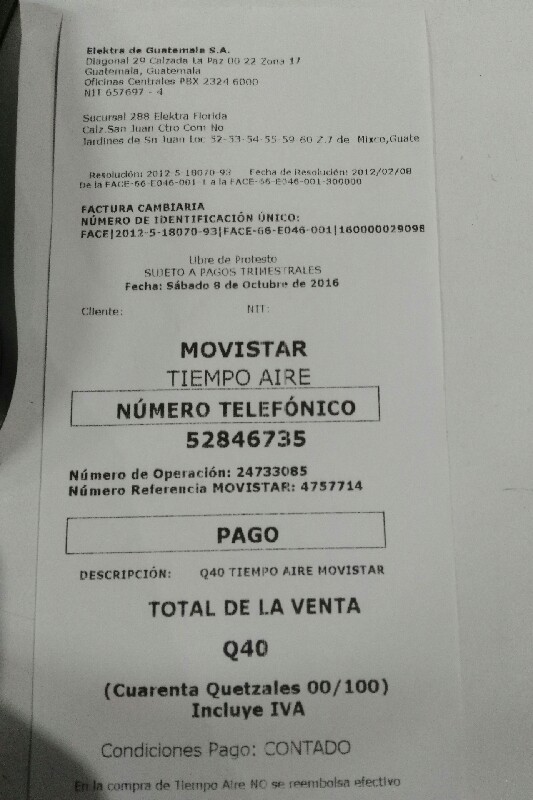 Elektra de Guatemala S.A.
Diagonal 29 Calzada La Paz 00 22 Zona 17
Guatemala, Guatemala
Oficinas Centrales PBX 2324 6000
NIT 657697 - 4
Sucursal 288 Elektra Florida
Calz.San Juan Ctro Com No
Jardines de Sn Juan Loc 52-53-54-55-59-60 Z.7 de Mixco,Guate
Resolución: 2012-5-18070-93 Fecha de Resolución: 2012/02/08
De la FACE-66-E046-001-1 a la FACE-66-E046-001-300000
FACTURA CAMBIARIA
NÚMERO DE IDENTIFICACIÓN ÚNICO:
FACE|2012-5-18070-93|FACE-66-E046-001|160000029098
Libre de Protesto
SUJETO A PAGOS TRIMESTRALES
Fecha: Sábado 8 de Octubre de 2016
Cliente: NIT:
MOVISTAR
TIEMPO AIRE
NÚMERO TELEFÓNICO
52846735
Número de Operación: 24733085
Número Referencia MOVISTAR: 4757714
PAGO
DESCRIPCIÓN: Q40 TIEMPO AIRE MOVISTAR
TOTAL DE LA VENTA
Q40
(Cuarenta Quetzales 00/100)
Incluye IVA
Condiciones Pago: CONTADO
En la compra de Tiempo Aire NO se reembolsa efectivo